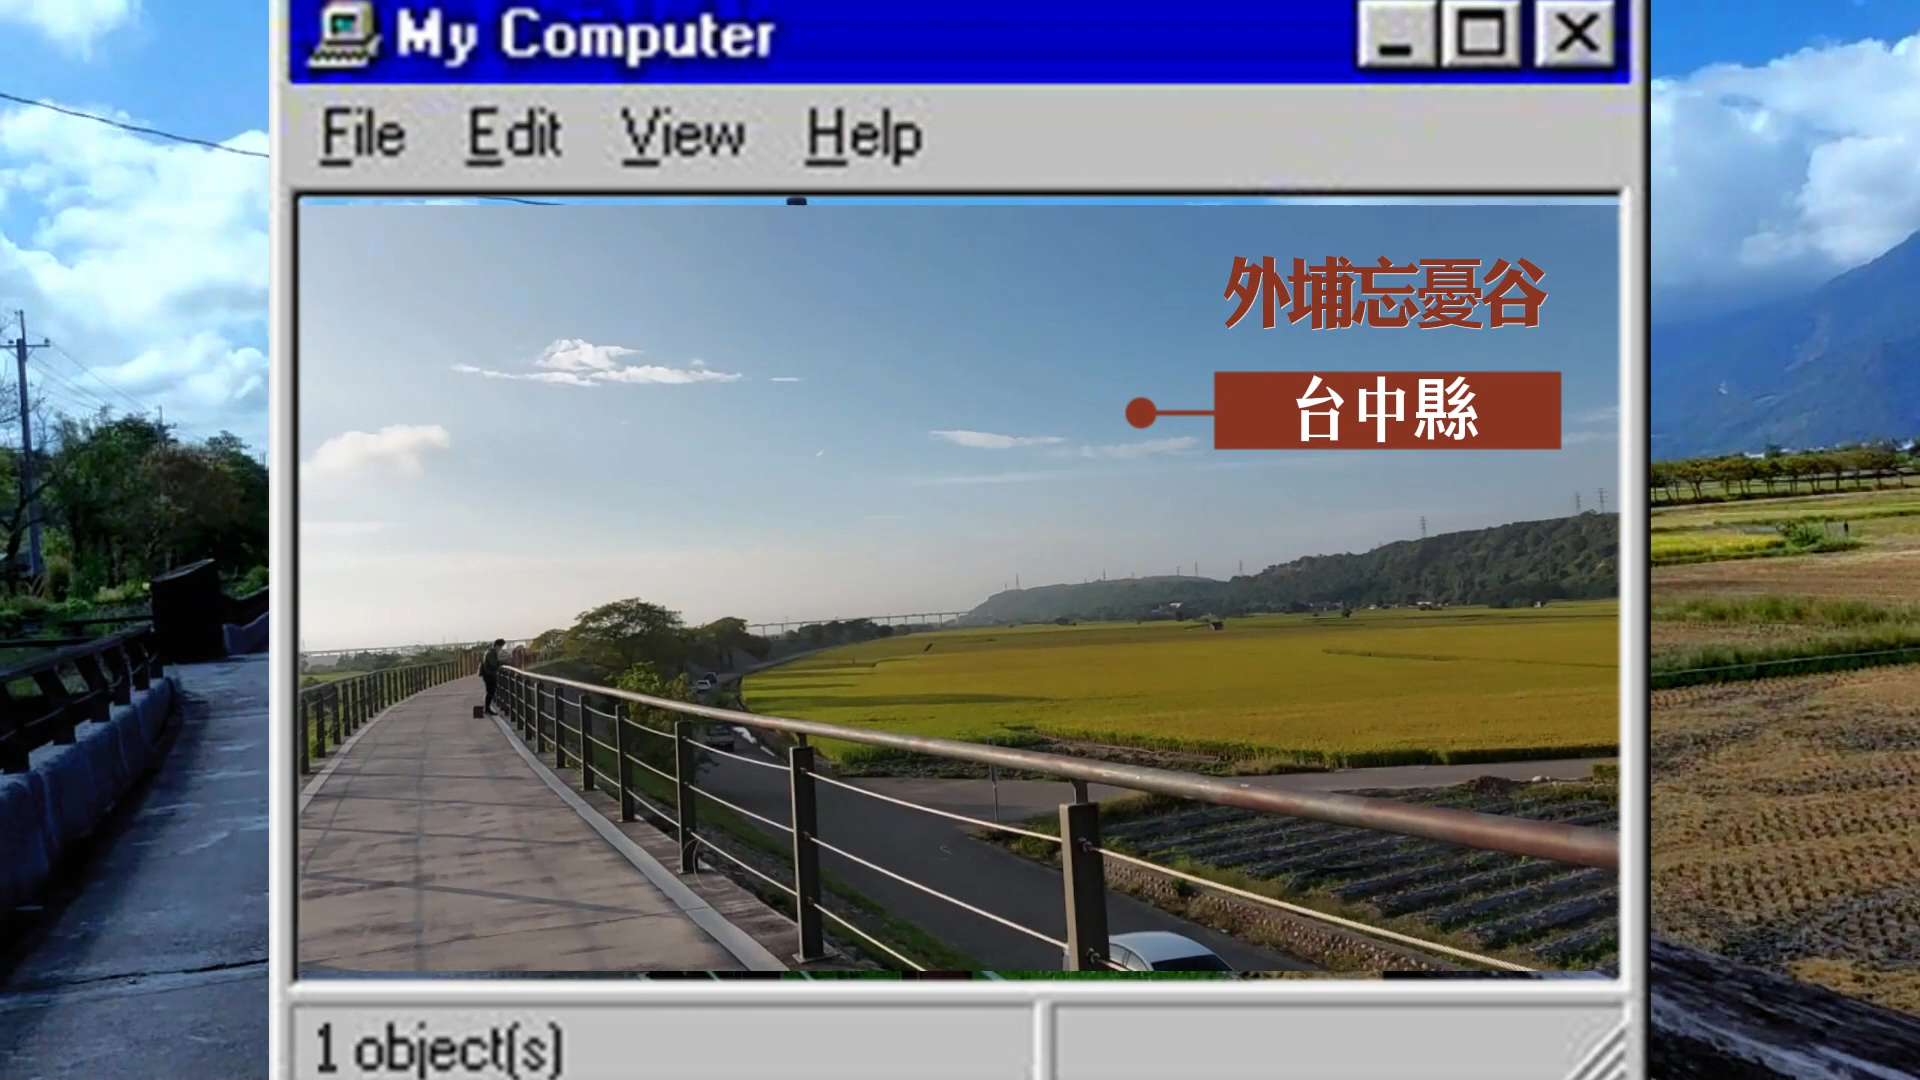 My Computer
File Edit View Help
外埔忘憂谷
台中縣
1 object(s)